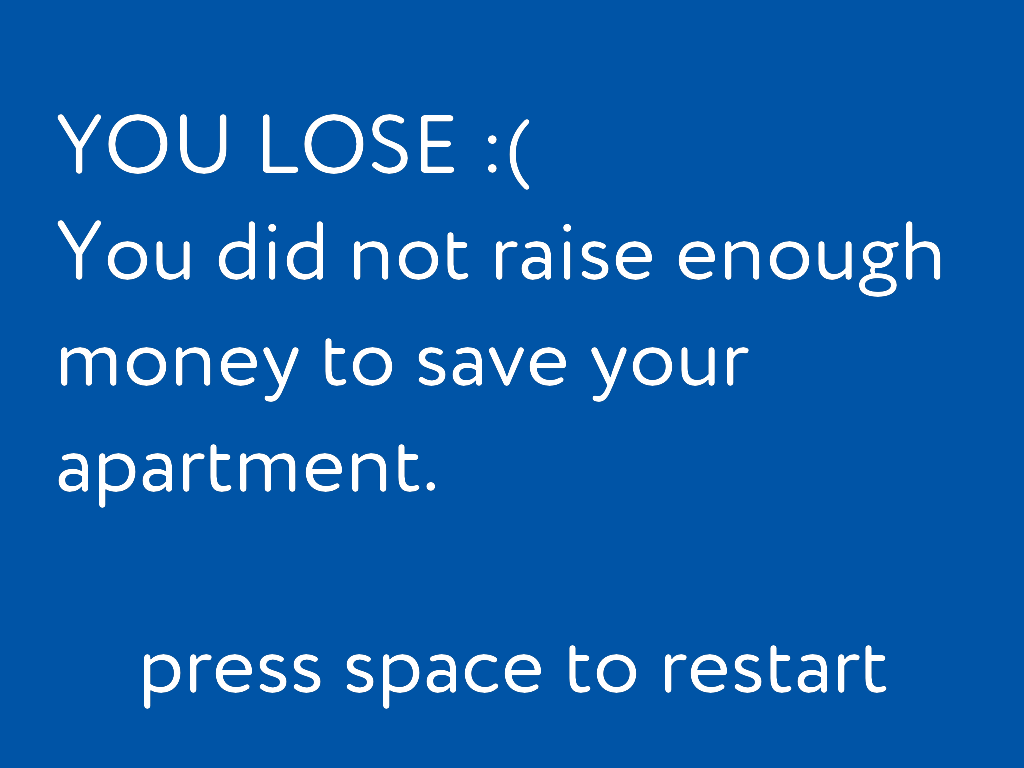 YOU LOSE :(
You did not raise enough
money to save your
apartment.
press space to restart